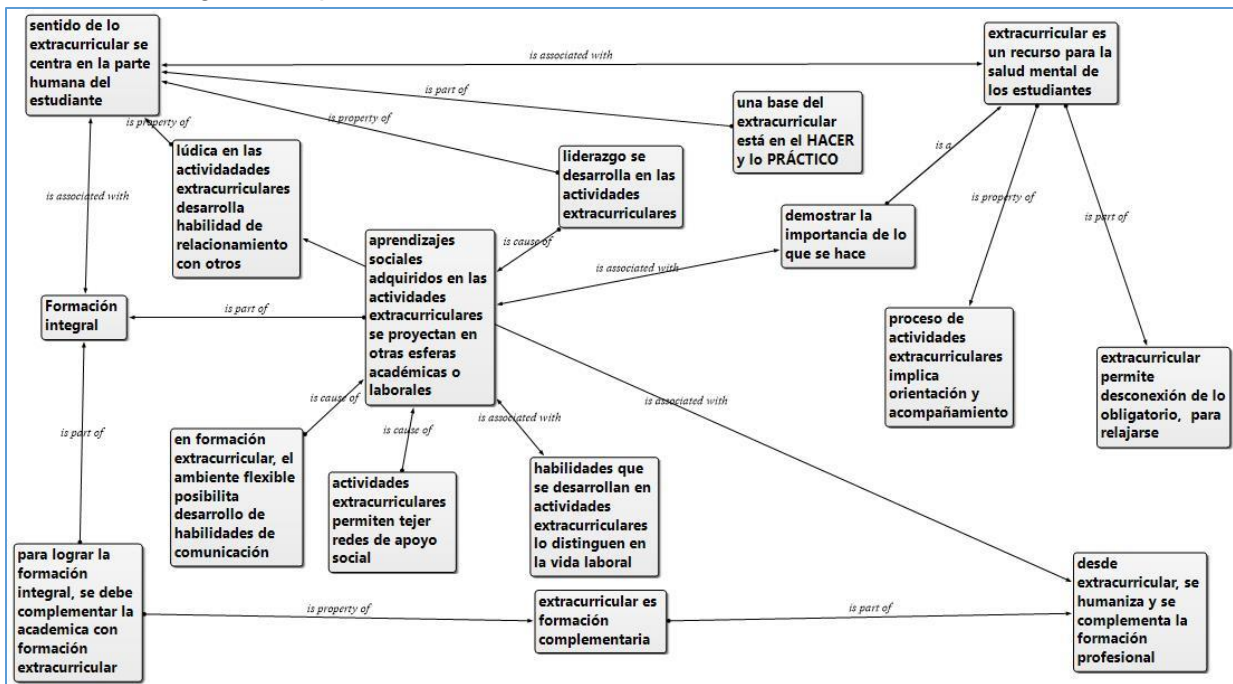 sentido de lo
extracurricular se
centra en la parte
humana del
estudiante
is associated with
extracurricular es
un recurso para la
salud mental de
los estudiantes
is part of
una base del
extracurricular
está en el HACER
y lo PRÁCTICO
is property of
is property of
lúdica en las
actividadades
extracurriculares
desarrolla
habilidad de
relacionamiento
con otros
liderazgo se
desarrolla en las
actividades
extracurriculares
is a
is associated with
demostrar la
importancia de lo
que se hace
is property of
is part of
is cause of
is associated with
aprendizajes
sociales
adquiridos en las
actividades
extracurriculares
se proyectan en
otras esferas
académicas o
laborales
Formación
integral
is part of
proceso de
actividades
extracurriculares
implica
orientación y
acompañamiento
extracurricular
permite
desconexión de lo
obligatorio, para
relajarse
is cause of
is cause of
is associated with
is associated with
is part of
en formación
extracurricular, el
ambiente flexible
posibilita
desarrollo de
habilidades de
comunicación
actividades
extracurriculares
permiten tejer
redes de apoyo
social
habilidades que
se desarrollan en
actividades
extracurriculares
lo distinguen en
la vida laboral
para lograr la
formación
integral, se debe
complementar la
academica con
formación
extracurricular
is property of
extracurricular es
formación
complementaria
is part of
desde
extracurricular, se
humaniza y se
complementa la
formación
profesional